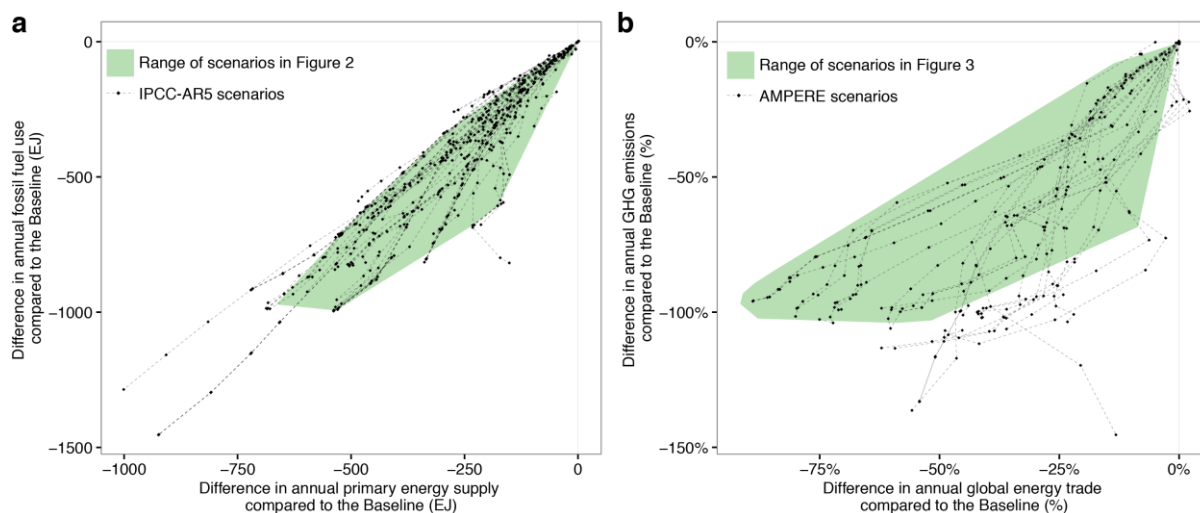 a
Difference in annual fossil fuel use
compared to the Baseline (EJ)
0
−500
−1000
−1500
Range of scenarios in Figure 2
IPCC-AR5 scenarios
−1000
−750
−500
−250
0
Difference in annual primary energy supply
compared to the Baseline (EJ)
b
Difference in annual GHG emissions
compared to the Baseline (%)
0%
−50%
−100%
−150%
Range of scenarios in Figure 3
AMPERE scenarios
−75%
−50%
−25%
0%
Difference in annual global energy trade
compared to the Baseline (%)